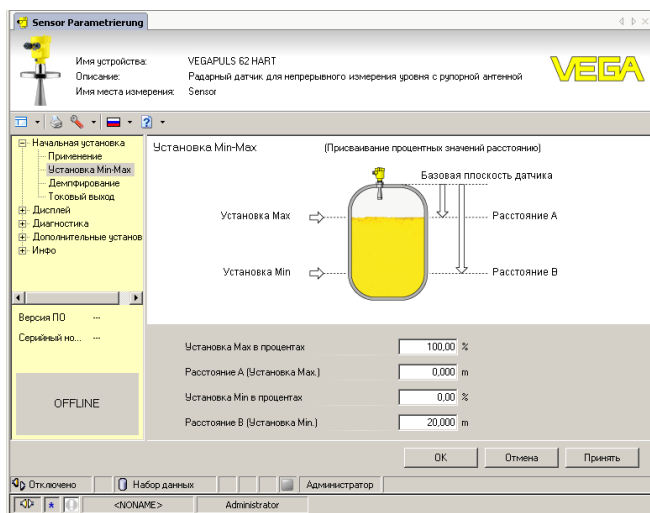 Sensor Parametrierung
Имя устройства: VEGAPULS 62 HART
Описание: Радарный датчик для непрерывного измерения уровня с рупорной антенной
Имя места измерения: Sensor
VEGA
Начальная установка
Применение
Установка Min-Max
Демпфирование
Токовый выход
Дисплей
Диагностика
Дополнительные установ
Инфо
Версия ПО ...
Серийный но... ...
OFFLINE
Установка Min-Max (Присваивание процентных значений расстоянию)
Базовая плоскость датчика
Установка Max Расстояние A
Установка Min Расстояние B
Установка Max в процентах 100,00 %
Расстояние A (Установка Max.) 0,000 m
Установка Min в процентах 0,00 %
Расстояние B (Установка Min.) 20,000 m
OK Отмена Принять
Отключено Набор данных Администратор
<NONAME> Administrator